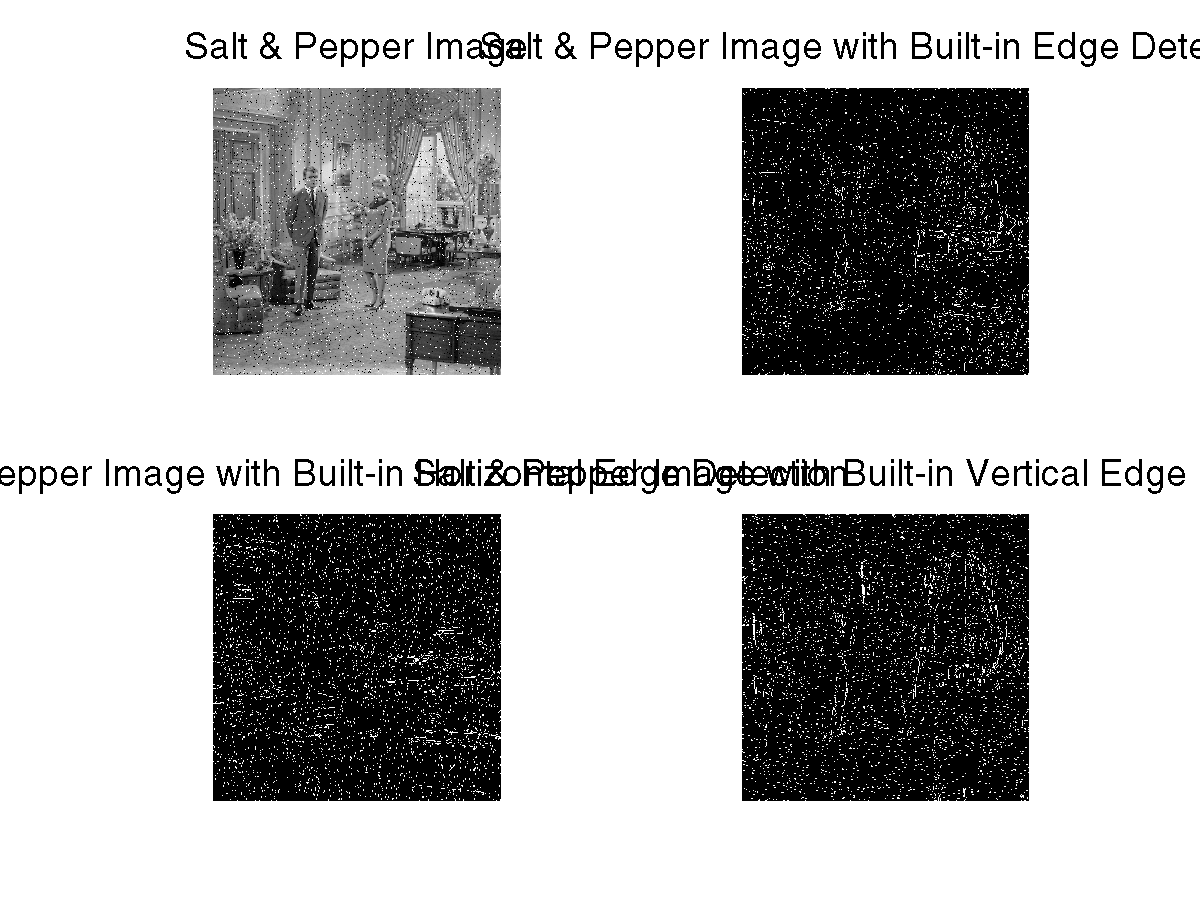 Salt & Pepper Image
Salt & Pepper Image with Built-in Edge Dete
epper Image with Built-in Horizontal Edge Detection
Salt & Pepper Image with Built-in Vertical Edge